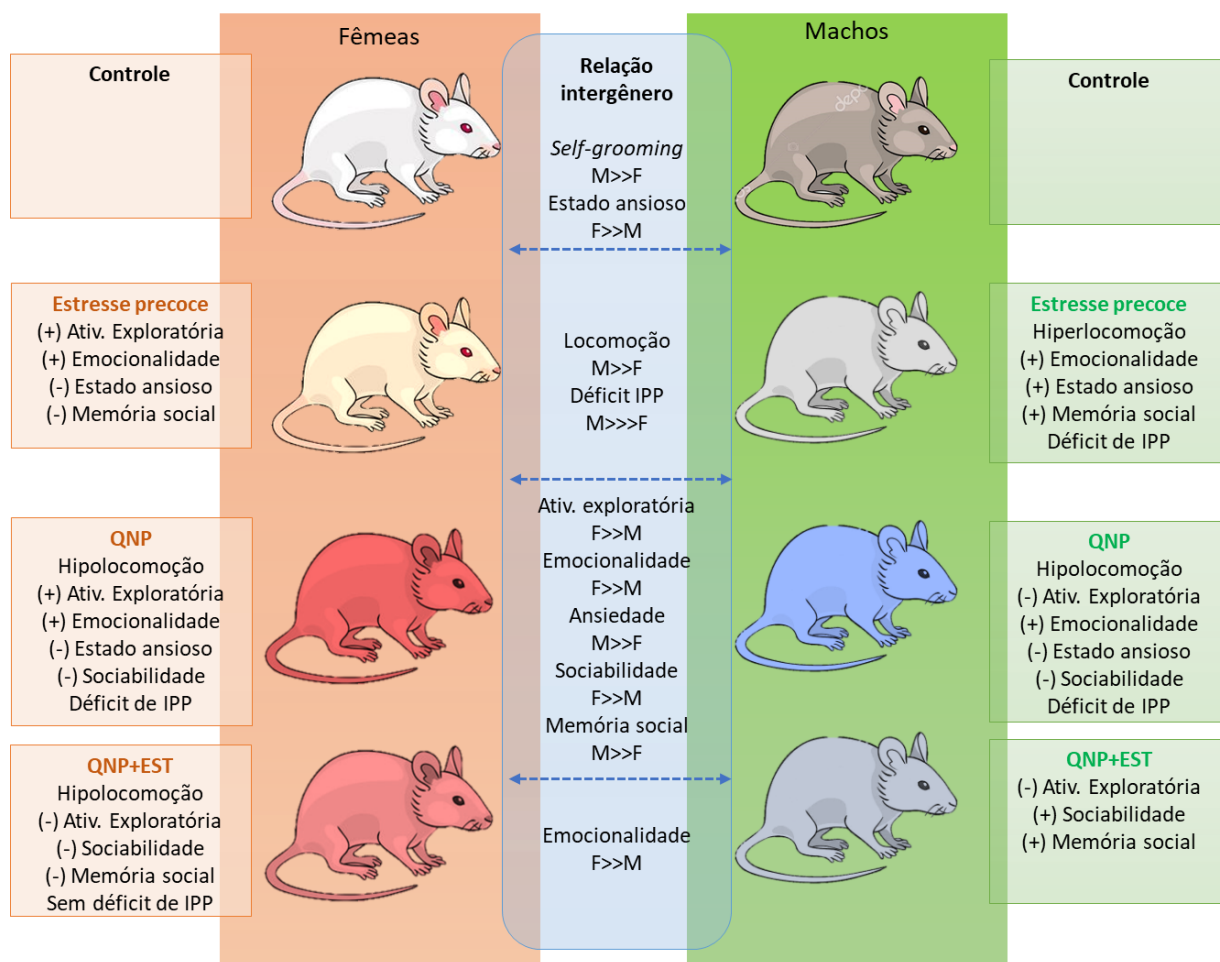 Fêmeas
Machos
Controle
Relação
intergênero
Controle
Self-grooming
M>>F
Estado ansioso
F>>M
Estresse precoce
(+) Ativ. Exploratória
(+) Emocionalidade
(-) Estado ansioso
(-) Memória social
Locomoção
M>>F
Déficit IPP
M>>>F
Estresse precoce
Hiperlocomoção
(+) Emocionalidade
(+) Estado ansioso
(+) Memória social
Déficit de IPP
QNP
Hipolocomoção
(+) Ativ. Exploratória
(+) Emocionalidade
(-) Estado ansioso
(-) Sociabilidade
Déficit de IPP
Ativ. exploratória
F>>M
Emocionalidade
F>>M
Ansiedade
M>>F
Sociabilidade
F>>M
Memória social
M>>F
QNP
Hipolocomoção
(-) Ativ. Exploratória
(+) Emocionalidade
(-) Estado ansioso
(-) Sociabilidade
Déficit de IPP
QNP+EST
Hipolocomoção
(-) Ativ. Exploratória
(-) Sociabilidade
(-) Memória social
Sem déficit de IPP
Emocionalidade
F>>M
QNP+EST
(-) Ativ. Exploratória
(+) Sociabilidade
(+) Memória social